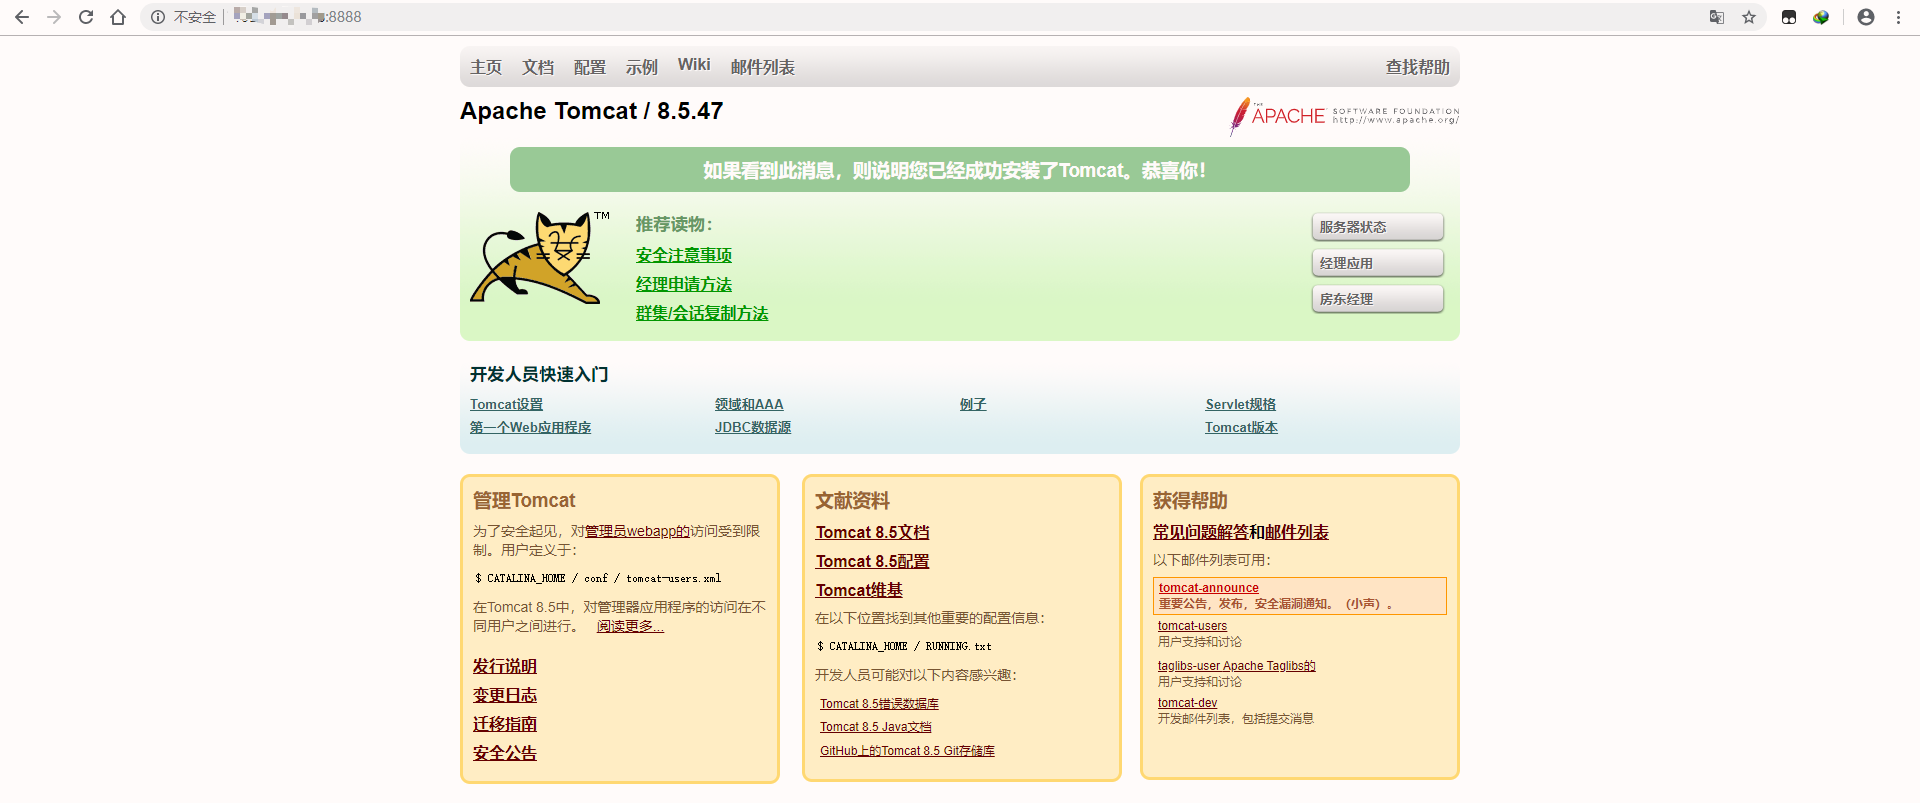 不安全 :8888
主页 文档 配置 示例 Wiki 邮件列表 查找帮助
Apache Tomcat / 8.5.47
THE APACHE SOFTWARE FOUNDATION
http://www.apache.org/
如果看到此消息，则说明您已经成功安装了Tomcat。恭喜你！
TM
推荐读物：
安全注意事项
经理申请方法
群集/会话复制方法
服务器状态
经理应用
房东经理
开发人员快速入门
Tomcat设置 领域和AAA 例子 Servlet规格
第一个Web应用程序 JDBC数据源 Tomcat版本
管理Tomcat
为了安全起见，对管理员webapp的访问受到限
制。用户定义于：
$ CATALINA_HOME / conf / tomcat-users.xml
在Tomcat 8.5中，对管理器应用程序的访问在不
同用户之间进行。 阅读更多...
发行说明
变更日志
迁移指南
安全公告
文献资料
Tomcat 8.5文档
Tomcat 8.5配置
Tomcat维基
在以下位置找到其他重要的配置信息：
$ CATALINA_HOME / RUNNING.txt
开发人员可能对以下内容感兴趣：
Tomcat 8.5错误数据库
Tomcat 8.5 Java文档
GitHub上的Tomcat 8.5 Git存储库
获得帮助
常见问题解答和邮件列表
以下邮件列表可用：
tomcat-announce
重要公告，发布，安全漏洞通知。（小声）。
tomcat-users
用户支持和讨论
taglibs-user Apache Taglibs的
用户支持和讨论
tomcat-dev
开发邮件列表，包括提交消息